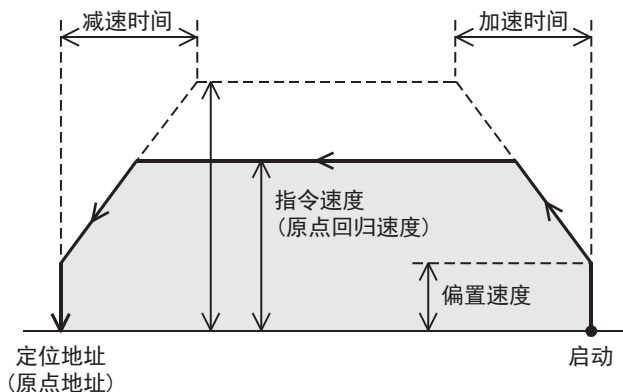 减速时间
加速时间
指令速度
(原点回归速度)
偏置速度
定位地址
(原点地址)
启动